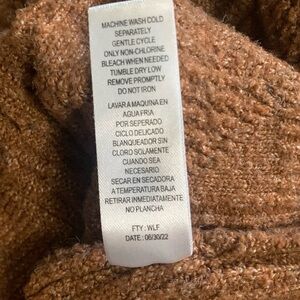 MACHINE WASH COLD
SEPARATELY
GENTLE CYCLE
ONLY NON-CHLORINE
BLEACH WHEN NEEDED
TUMBLE DRY LOW
REMOVE PROMPTLY
DO NOT IRON
LAVAR A MAQUINA EN
AGUA FRIA
POR SEPERADO
CICLO DELICADO
BLANQUEADOR SIN
CLORO SOLAMENTE
CUANDO SEA
NECESARIO
SECAR EN SECADORA
A TEMPERATURA BAJA
RETIRAR INMEDIATAMENTE
NO PLANCHA
FTY: WLF
DATE: 06/30/22